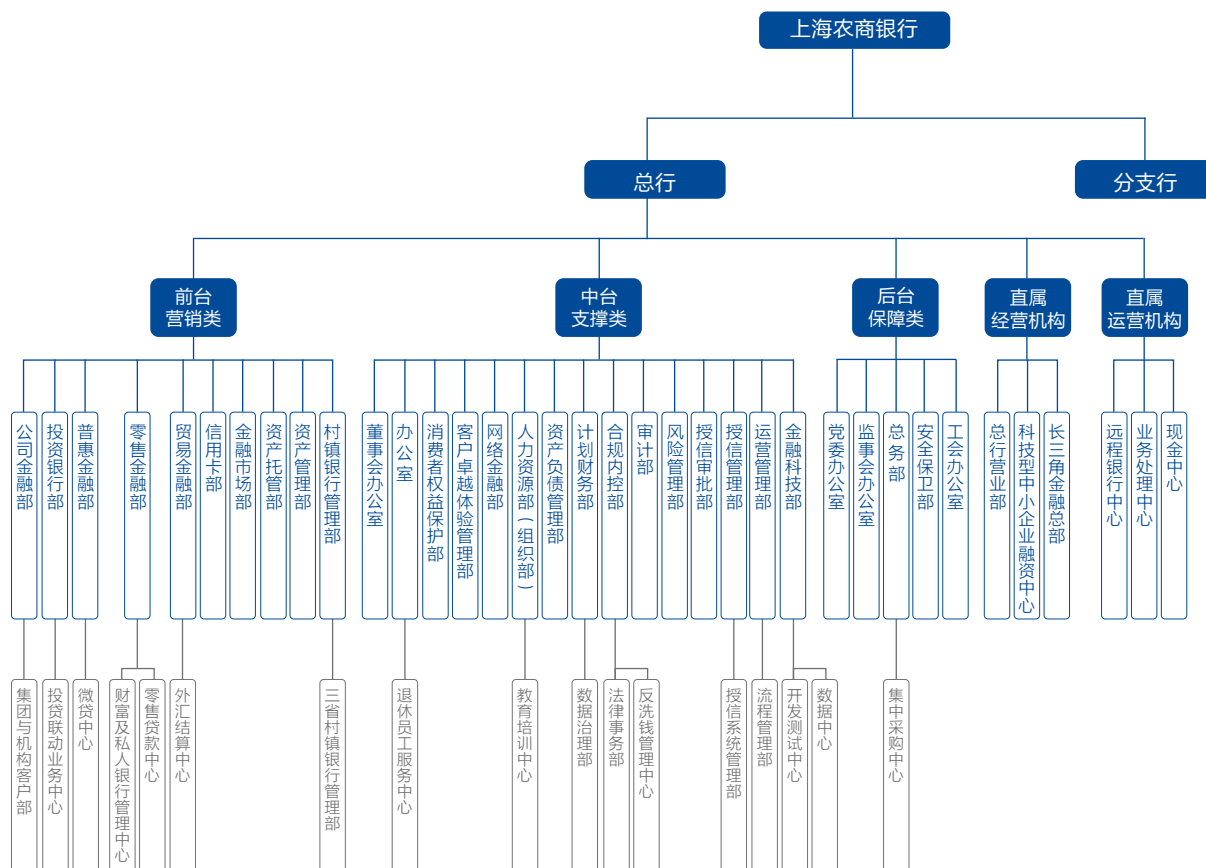 上海农商银行
总行
分支行
前台
营销类
中台
支撑类
后台
保障类
直属
经营机构
直属
运营机构
公司金融部
投资银行部
普惠金融部
零售金融部
贸易金融部
信用卡部
金融市场部
资产托管部
资产管理部
村镇银行管理部
董事会办公室
办公室
消费者权益保护部
客户卓越体验管理部
网络金融部
人力资源部(组织部)
资产负债管理部
计划财务部
合规内控部
审计部
风险管理部
授信审批部
授信管理部
运营管理部
金融科技部
党委办公室
监事会办公室
总务部
安全保卫部
工会办公室
总行营业部
科技型中小企业融资中心
长三角金融总部
远程银行中心
业务处理中心
现金中心
集团与机构客户部
投贷联动业务中心
微贷中心
财富及私人银行管理中心
零售贷款中心
外汇结算中心
三省村镇银行管理部
退休员工服务中心
教育培训中心
数据治理部
法律事务部
反洗钱管理中心
授信系统管理部
流程管理部
开发测试中心
数据中心
集中采购中心